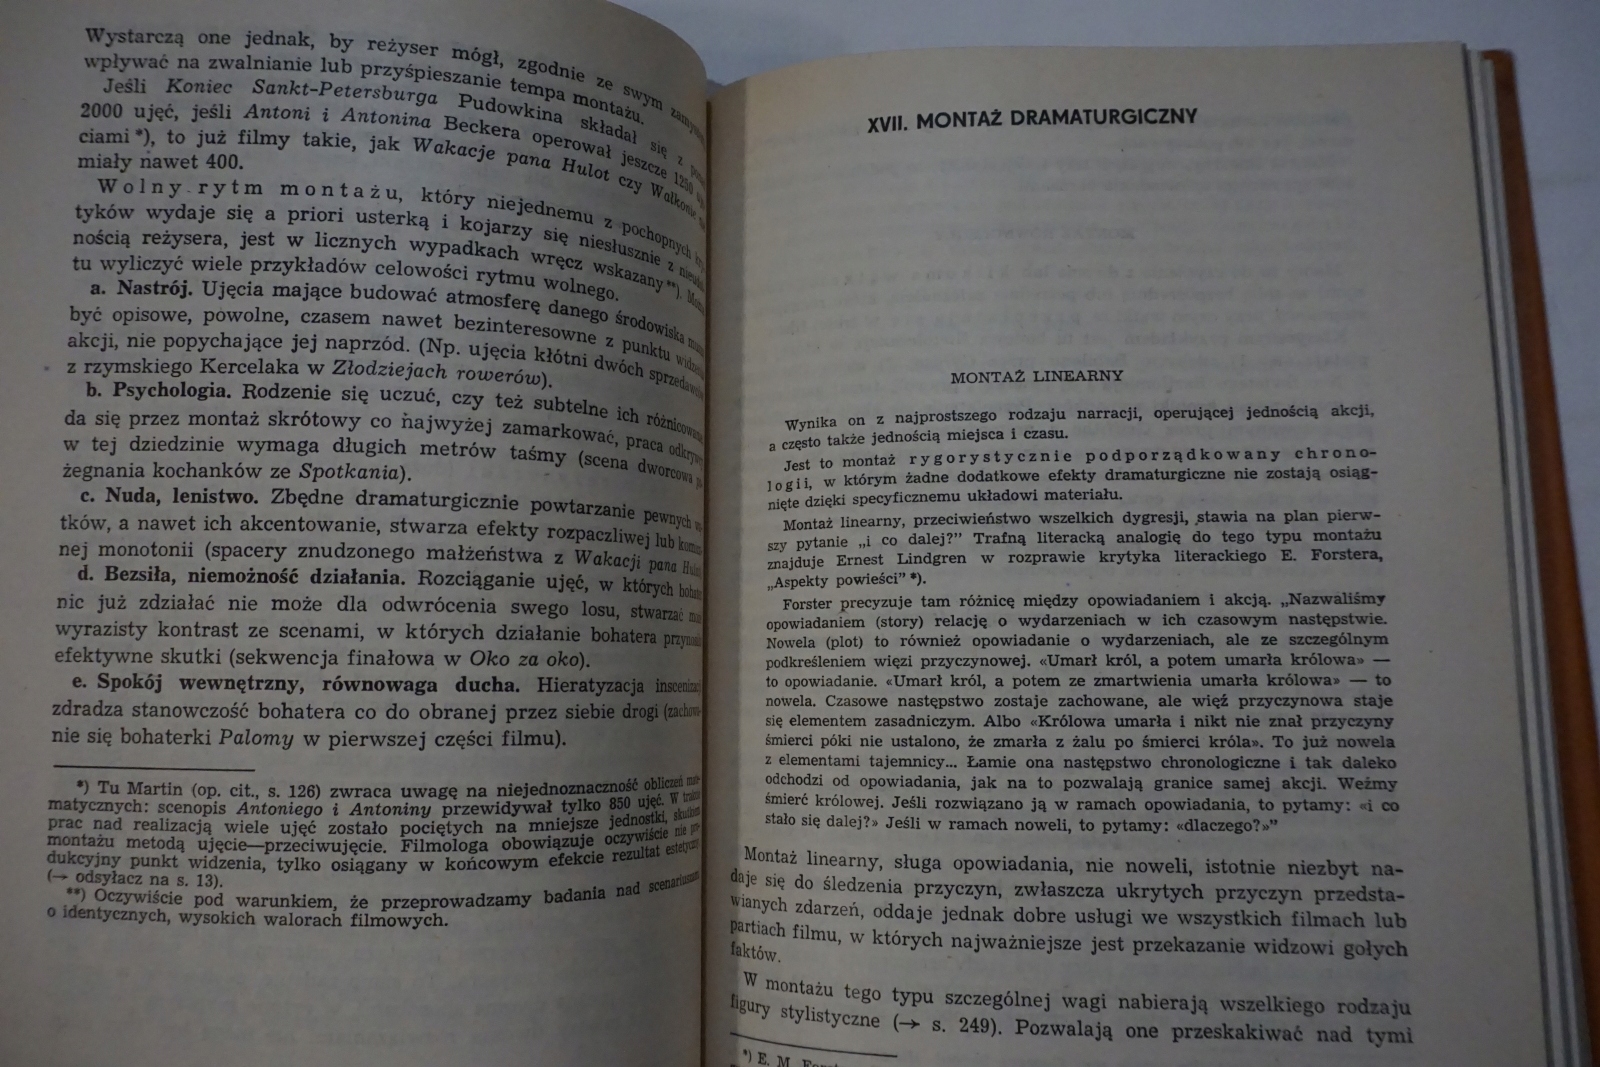 Wystarczą one jednak, by reżyser mógł, zgodnie ze swym
wpływać na zwalnianie lub przyśpieszanie tempa montażu.
Jeśli Koniec Sankt-Petersburga Pudowkina składał się z
2000 ujęć, jeśli Antoni i Antonina Beckera operował jeszcze 1250
ciami *), to już filmy takie, jak Wakacje pana Hulot czy Wałkonie
miały nawet 400.
Wolny rytm montażu, który niejednemu z pochopnych
tyków wydaje się a priori usterką i kojarzy się niesłusznie z
nością reżysera, jest w licznych wypadkach wręcz wskazany **).
tu wyliczyć wiele przykładów celowości rytmu wolnego.
a. Nastrój. Ujęcia mające budować atmosferę danego środowiska
być opisowe, powolne, czasem nawet bezinteresowne z punktu
akcji, nie popychające jej naprzód. (Np. ujęcia kłótni dwóch
z rzymskiego Kercelaka w Złodziejach rowerów).
b. Psychologia. Rodzenie się uczuć, czy też subtelne ich
da się przez montaż skrótowy co najwyżej zamarkować, praca
w tej dziedzinie wymaga długich metrów taśmy (scena dworcowa
żegnania kochanków ze Spotkania).
c. Nuda, lenistwo. Zbędne dramaturgicznie powtarzanie pewnych
tków, a nawet ich akcentowanie, stwarza efekty rozpaczliwej lub
nej monotonii (spacery znudzonego małżeństwa z Wakacji pana
d. Bezsiła, niemożność działania. Rozciąganie ujęć, w których
nic już zdziałać nie może dla odwrócenia swego losu, stwarzać
wyrazisty kontrast ze scenami, w których działanie bohatera
efektywne skutki (sekwencja finałowa w Oko za oko).
e. Spokój wewnętrzny, równowaga ducha. Hieratyzacja
zdradza stanowczość bohatera co do obranej przez siebie drogi
nie się bohaterki Palomy w pierwszej części filmu).
*) Tu Martin (op. cit., s. 126) zwraca uwagę na niejednoznaczność obliczeń
matycznych: scenopis Antoniego i Antoniny przewidywał tylko 850 ujęć. W
prac nad realizacją wiele ujęć zostało pociętych na mniejsze jednostki,
montażu metodą ujęcie—przeciwujęcie. Filmologa obowiązuje oczywiście nie
dukcyjny punkt widzenia, tylko osiągany w końcowym efekcie rezultat
(→ odsyłacz na s. 13).
**) Oczywiście pod warunkiem, że przeprowadzamy badania nad
o identycznych, wysokich walorach filmowych.
XVII. MONTAŻ DRAMATURGICZNY
MONTAŻ LINEARNY
Wynika on z najprostszego rodzaju narracji, operującej jednością akcji,
a często także jednością miejsca i czasu.
Jest to montaż rygorystycznie podporządkowany chrono-
logii, w którym żadne dodatkowe efekty dramaturgiczne nie zostają osiąg-
nięte dzięki specyficznemu układowi materiału.
Montaż linearny, przeciwieństwo wszelkich dygresji, stawia na plan pierw-
szy pytanie „i co dalej?” Trafną literacką analogię do tego typu montażu
znajduje Ernest Lindgren w rozprawie krytyka literackiego E. Forstera,
„Aspekty powieści” *).
Forster precyzuje tam różnicę między opowiadaniem i akcją. „Nazwaliśmy
opowiadaniem (story) relację o wydarzeniach w ich czasowym następstwie.
Nowela (plot) to również opowiadanie o wydarzeniach, ale ze szczególnym
podkreśleniem więzi przyczynowej. «Umarł król, a potem umarła królowa» —
to opowiadanie. «Umarł król, a potem ze zmartwienia umarła królowa» — to
nowela. Czasowe następstwo zostaje zachowane, ale więź przyczynowa staje
się elementem zasadniczym. Albo «Królowa umarła i nikt nie znał przyczyny
śmierci póki nie ustalono, że zmarła z żalu po śmierci króla». To już nowela
z elementami tajemnicy... Łamie ona następstwo chronologiczne i tak daleko
odchodzi od opowiadania, jak na to pozwalają granice samej akcji. Weźmy
śmierć królowej. Jeśli rozwiązano ją w ramach opowiadania, to pytamy: «i co
stało się dalej?» Jeśli w ramach noweli, to pytamy: «dlaczego?»”
Montaż linearny, sługa opowiadania, nie noweli, istotnie niezbyt na-
daje się do śledzenia przyczyn, zwłaszcza ukrytych przyczyn przedsta-
wianych zdarzeń, oddaje jednak dobre usługi we wszystkich filmach lub
partiach filmu, w których najważniejsze jest przekazanie widzowi gołych
faktów.
W montażu tego typu szczególnej wagi nabierają wszelkiego rodzaju
figury stylistyczne (→ s. 249). Pozwalają one przeskakiwać nad tymi
*) E. M.